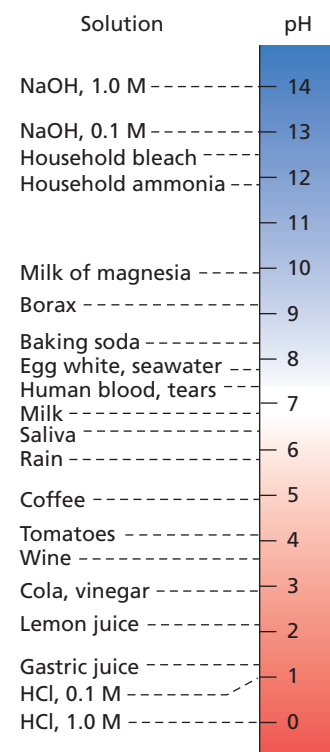 Solution pH
NaOH, 1.0 M 14
NaOH, 0.1 M 13
Household bleach
Household ammonia 12
11
Milk of magnesia 10
Borax 9
Baking soda
Egg white, seawater 8
Human blood, tears
Milk 7
Saliva
Rain 6
Coffee 5
Tomatoes 4
Wine
Cola, vinegar 3
Lemon juice 2
Gastric juice
HCl, 0.1 M 1
HCl, 1.0 M 0